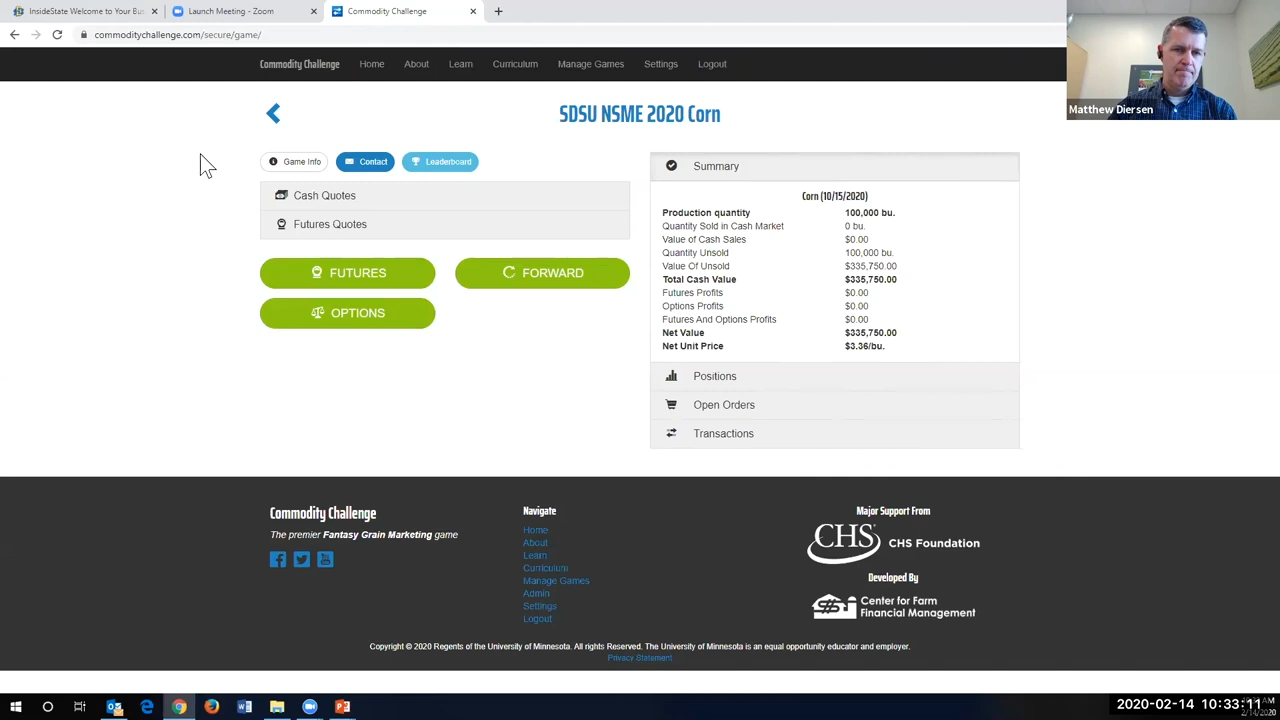 InsideState Welcome to Your Bus
Launch Meeting - Zoom
Commodity Challenge
commoditychallenge.com/secure/game/
Commodity Challenge
Home
About
Learn
Curriculum
Manage Games
Settings
Logout
Matthew Diersen
SDSU NSME 2020 Corn
Game Info
Contact
Leaderboard
Cash Quotes
Futures Quotes
FUTURES
FORWARD
OPTIONS
Summary
Corn (10/15/2020)
Production quantity 100,000 bu.
Quantity Sold in Cash Market 0 bu.
Value of Cash Sales $0.00
Quantity Unsold 100,000 bu.
Value Of Unsold $335,750.00
Total Cash Value $335,750.00
Futures Profits $0.00
Options Profits $0.00
Futures And Options Profits $0.00
Net Value $335,750.00
Net Unit Price $3.36/bu.
Positions
Open Orders
Transactions
Commodity Challenge
The premier Fantasy Grain Marketing game
Navigate
Home
About
Learn
Curriculum
Manage Games
Admin
Settings
Logout
Major Support From
CHS CHS Foundation
Developed By
Center for Farm
Financial Management
Copyright © 2020 Regents of the University of Minnesota. All rights Reserved. The University of Minnesota is an equal opportunity educator and employer.
Privacy Statement
2020-02-14 10:33:11
2/14/2020